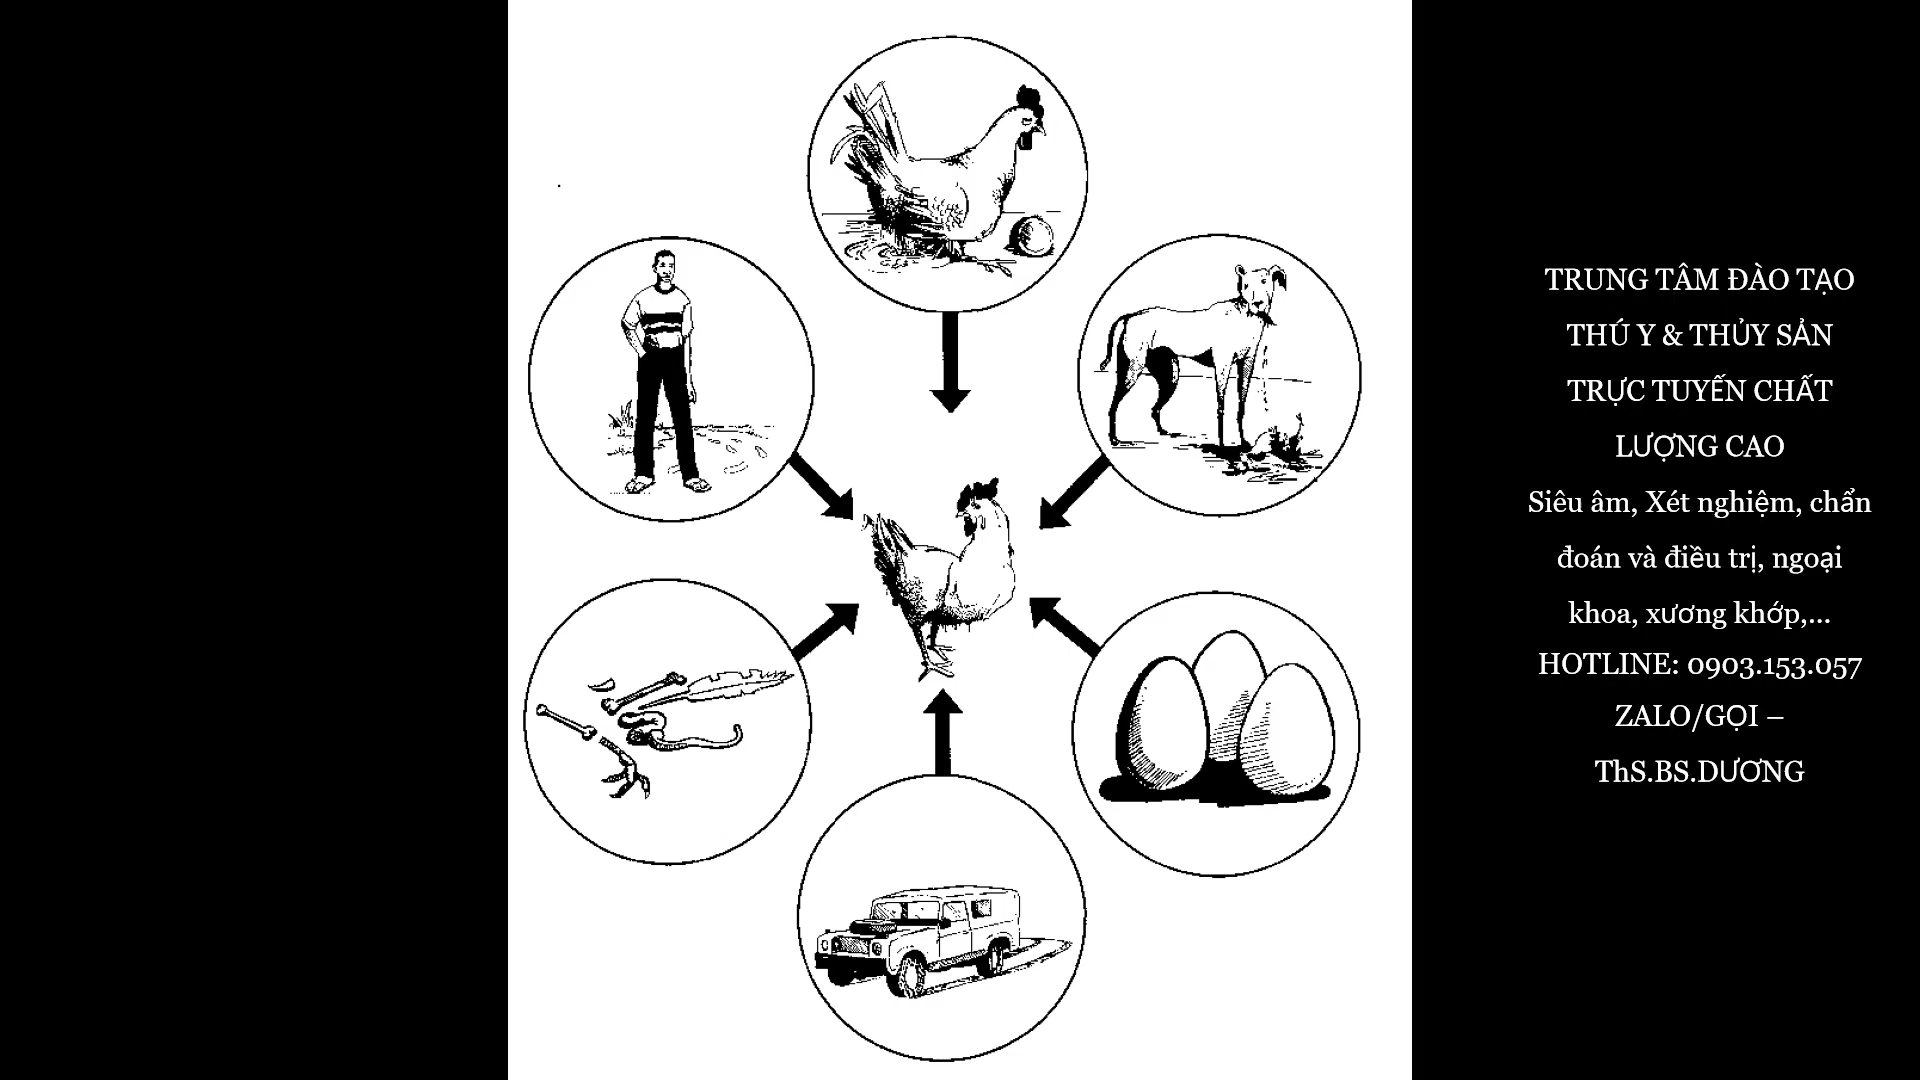 TRUNG TÂM ĐÀO TẠO
THÚ Y & THỦY SẢN
TRỰC TUYẾN CHẤT
LƯỢNG CAO
Siêu âm, Xét nghiệm, chẩn
đoán và điều trị, ngoại
khoa, xương khớp,...
HOTLINE: 0903.153.057
ZALO/GỌI –
ThS.BS.DƯƠNG